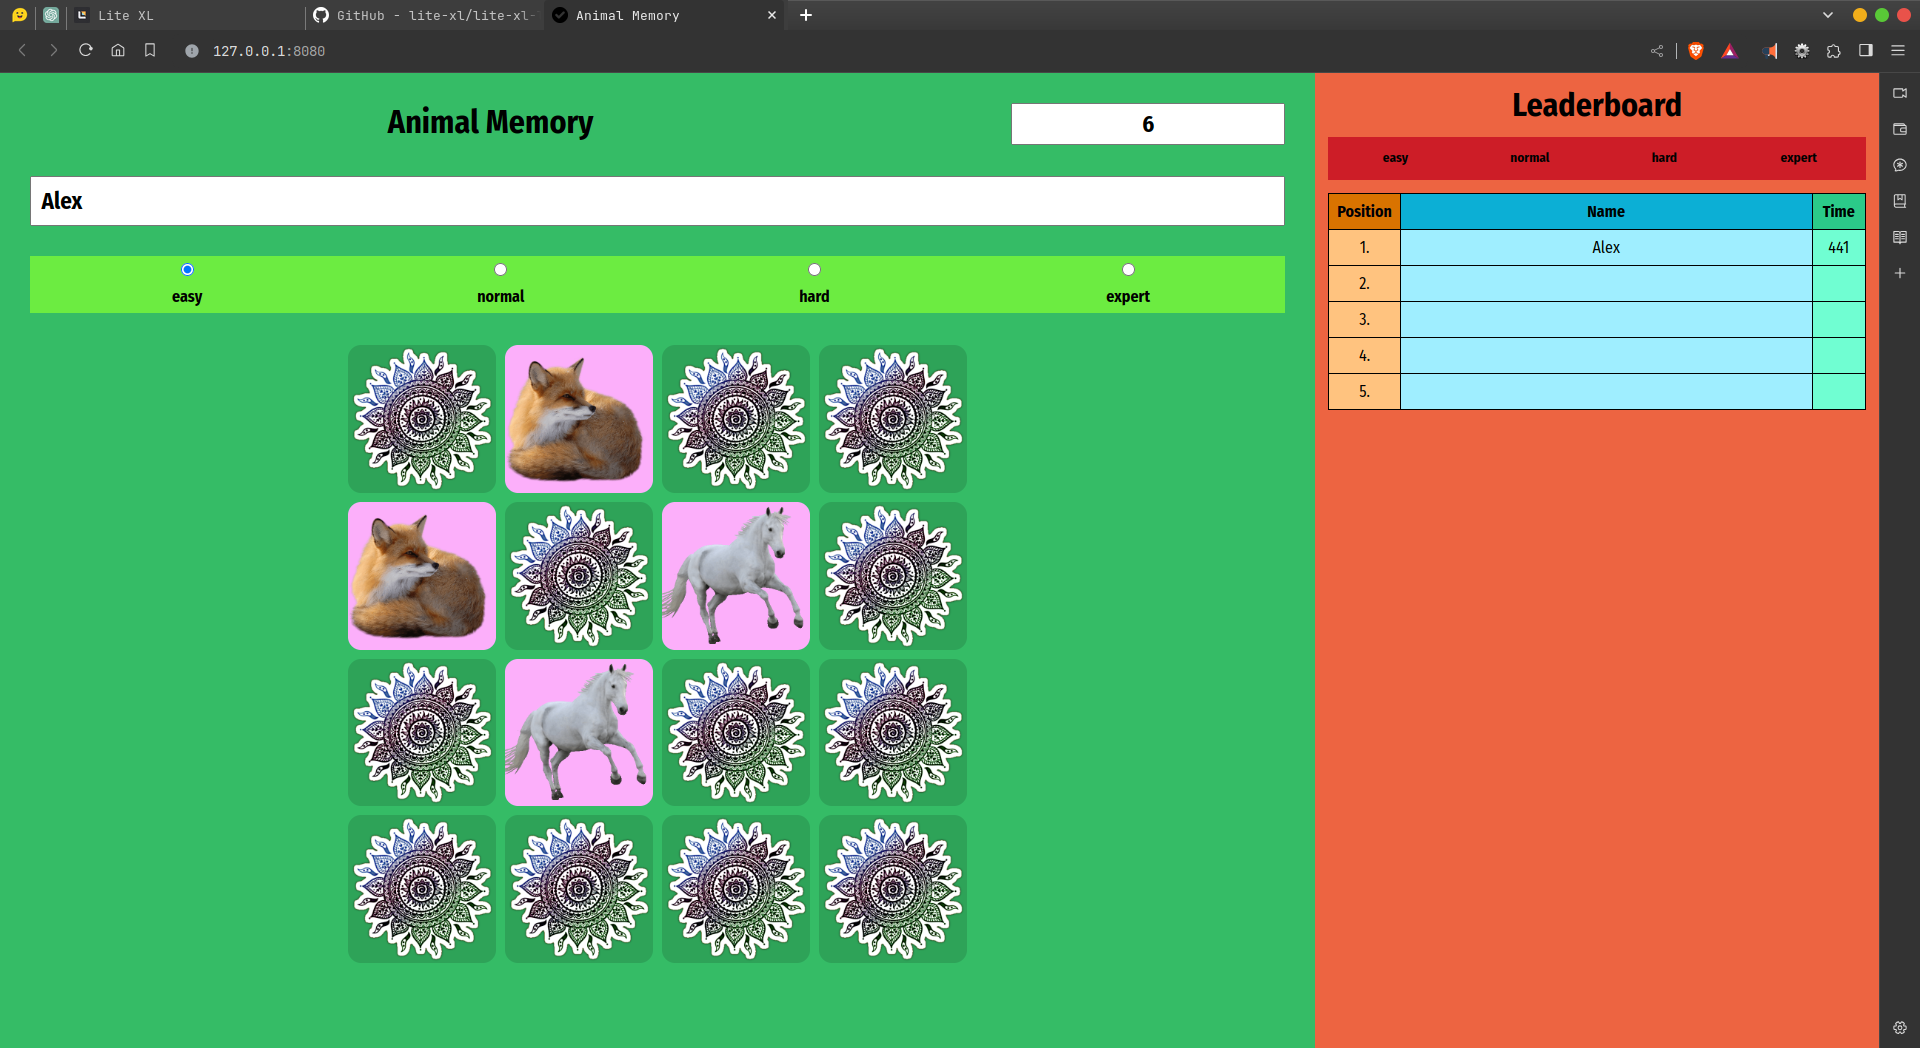 Lite XL
GitHub - lite-xl/lite-xl-
Animal Memory
127.0.0.1:8080
Animal Memory
6
Alex
easy
normal
hard
expert
Leaderboard
easy normal hard expert
Position Name Time
1. Alex 441
2.
3.
4.
5.